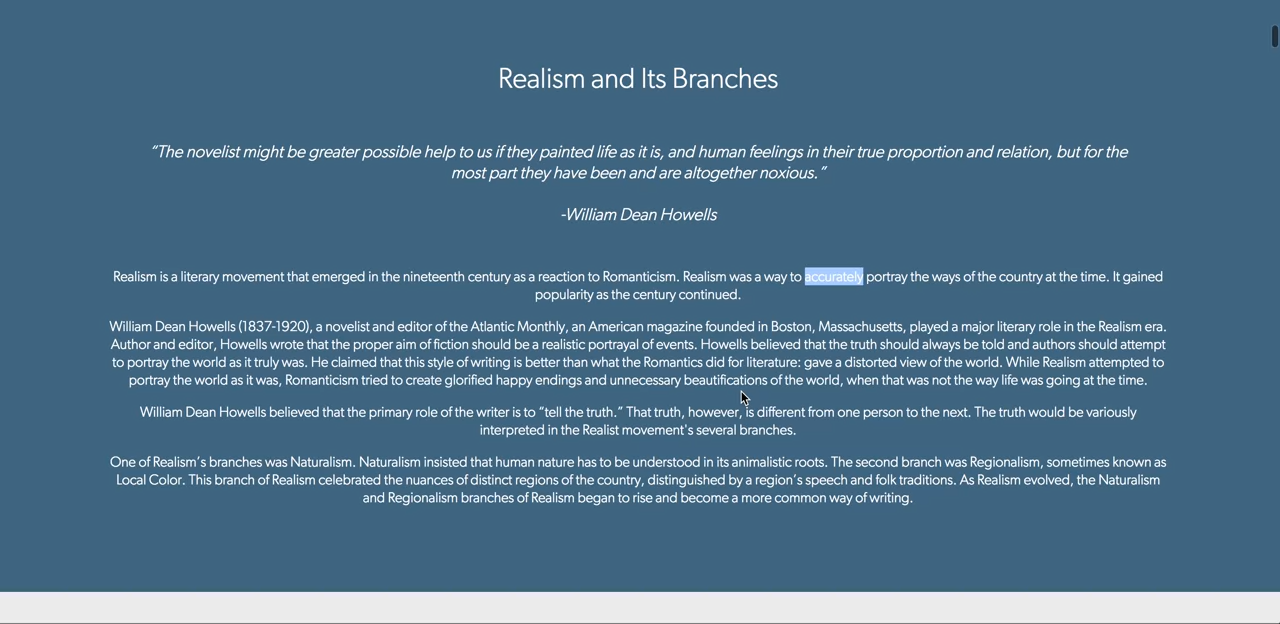 Realism and Its Branches
“The novelist might be greater possible help to us if they painted life as it is, and human feelings in their true proportion and relation, but for the
most part they have been and are altogether noxious.”
-William Dean Howells
Realism is a literary movement that emerged in the nineteenth century as a reaction to Romanticism. Realism was a way to accurately portray the ways of the country at the time. It gained
popularity as the century continued.
William Dean Howells (1837-1920), a novelist and editor of the Atlantic Monthly, an American magazine founded in Boston, Massachusetts, played a major literary role in the Realism era.
Author and editor, Howells wrote that the proper aim of fiction should be a realistic portrayal of events. Howells believed that the truth should always be told and authors should attempt
to portray the world as it truly was. He claimed that this style of writing is better than what the Romantics did for literature: gave a distorted view of the world. While Realism attempted to
portray the world as it was, Romanticism tried to create glorified happy endings and unnecessary beautifications of the world, when that was not the way life was going at the time.
William Dean Howells believed that the primary role of the writer is to “tell the truth.” That truth, however, is different from one person to the next. The truth would be variously
interpreted in the Realist movement's several branches.
One of Realism’s branches was Naturalism. Naturalism insisted that human nature has to be understood in its animalistic roots. The second branch was Regionalism, sometimes known as
Local Color. This branch of Realism celebrated the nuances of distinct regions of the country, distinguished by a region’s speech and folk traditions. As Realism evolved, the Naturalism
and Regionalism branches of Realism began to rise and become a more common way of writing.